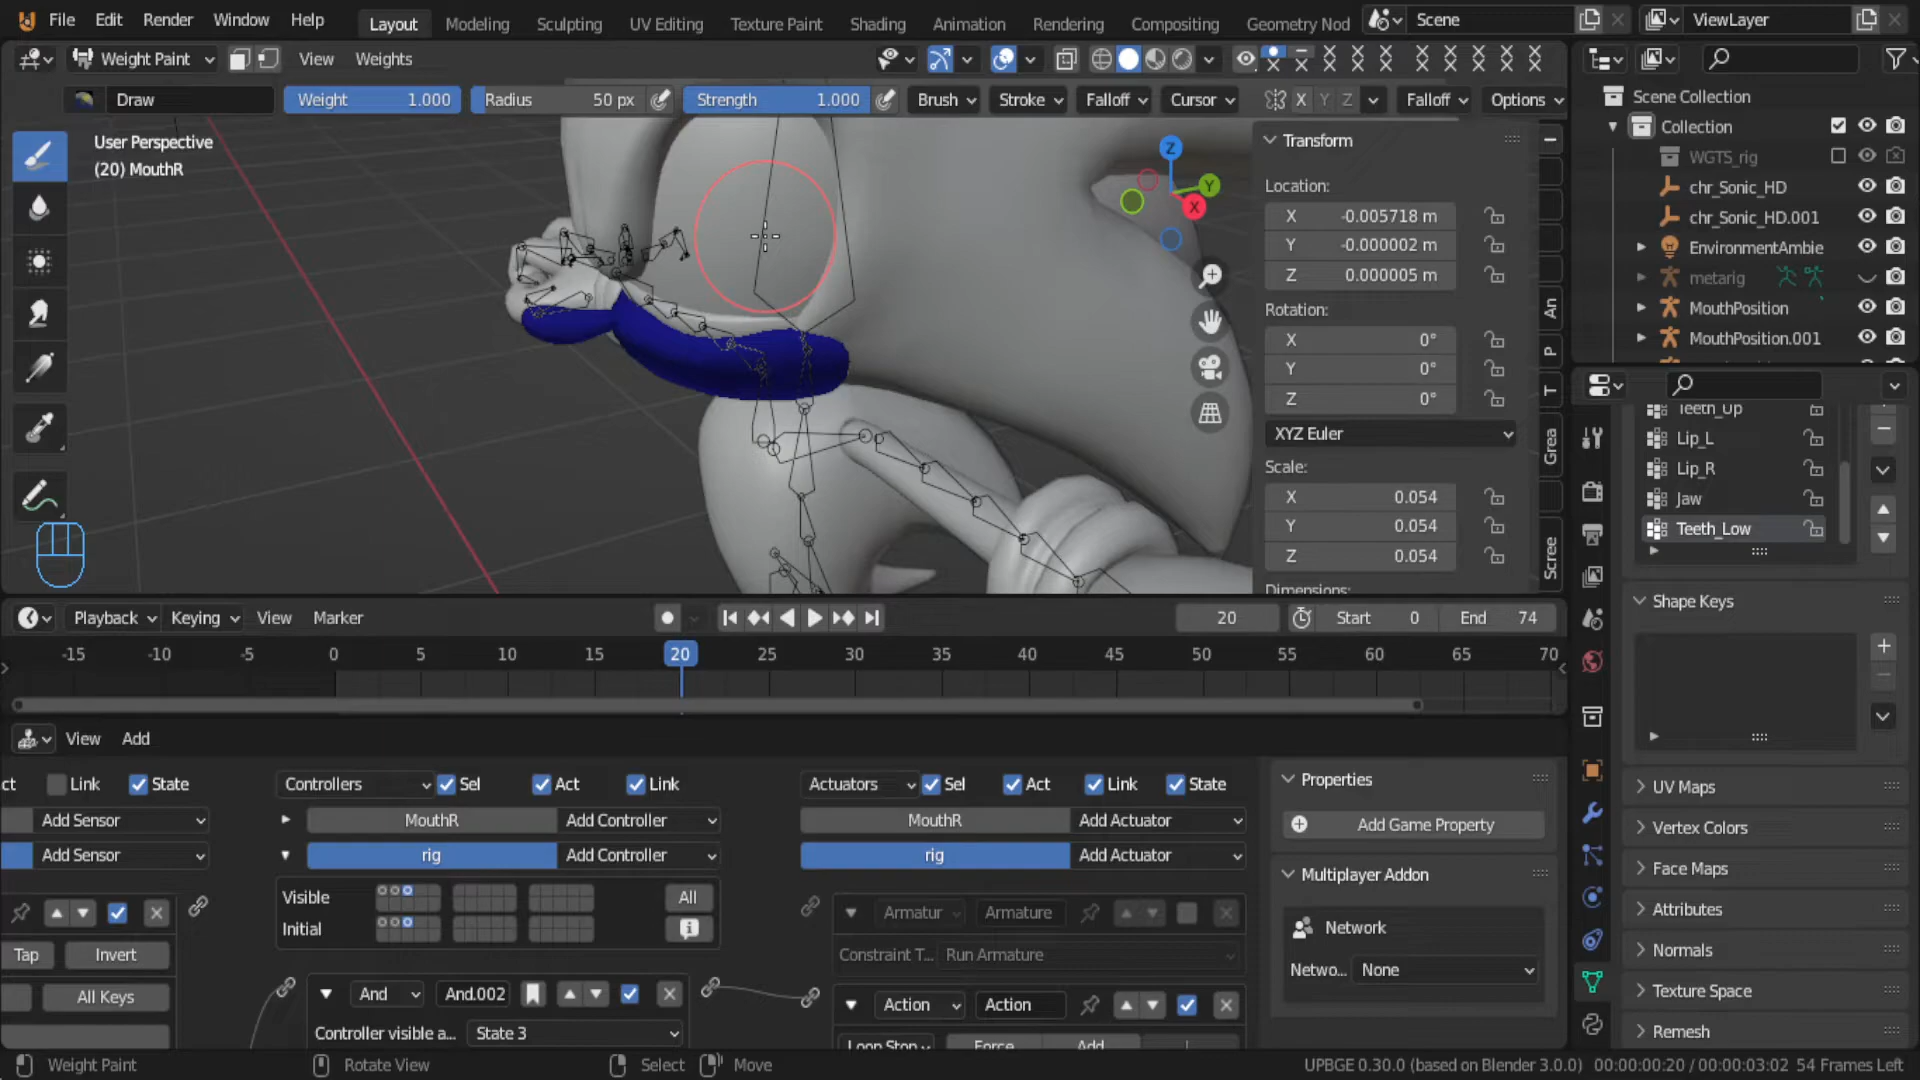 File Edit Render Window Help
Layout Modeling Sculpting UV Editing Texture Paint Shading Animation Rendering Compositing Geometry Nod
Scene
ViewLayer
Weight Paint View Weights
Draw Weight 1.000 Radius 50 px Strength 1.000 Brush Stroke Falloff Cursor X Y Z Falloff Options
User Perspective
(20) MouthR
Z
Y
X
Transform
Location:
X -0.005718 m
Y -0.000002 m
Z 0.000005 m
Rotation:
X 0°
Y 0°
Z 0°
XYZ Euler
Scale:
X 0.054
Y 0.054
Z 0.054
Dimensions:
An
P
T
Grea
Scree
Scene Collection
Collection
WGTS_rig
chr_Sonic_HD
chr_Sonic_HD.001
EnvironmentAmbie
metarig
MouthPosition
MouthPosition.001
Teeth_Up
Lip_L
Lip_R
Jaw
Teeth_Low
Shape Keys
UV Maps
Vertex Colors
Face Maps
Attributes
Normals
Texture Space
Remesh
Playback Keying View Marker
20 Start 0 End 74
-15 -10 -5 0 5 10 15 20 25 30 35 40 45 50 55 60 65 70
View Add
ct Link State
Add Sensor
Add Sensor
Tap Invert
All Keys
Controllers Sel Act Link
MouthR Add Controller
rig Add Controller
Visible All
Initial
And And.002
Controller visible a... State 3
Actuators Sel Act Link State
MouthR Add Actuator
rig Add Actuator
Armatur Armature
Constraint T... Run Armature
Action Action
Loop Stop Force Add
Properties
Add Game Property
Multiplayer Addon
Network
Netwo... None
Weight Paint Rotate View Select Move
UPBGE 0.30.0 (based on Blender 3.0.0) 00:00:00:20 / 00:00:03:02 54 Frames Left